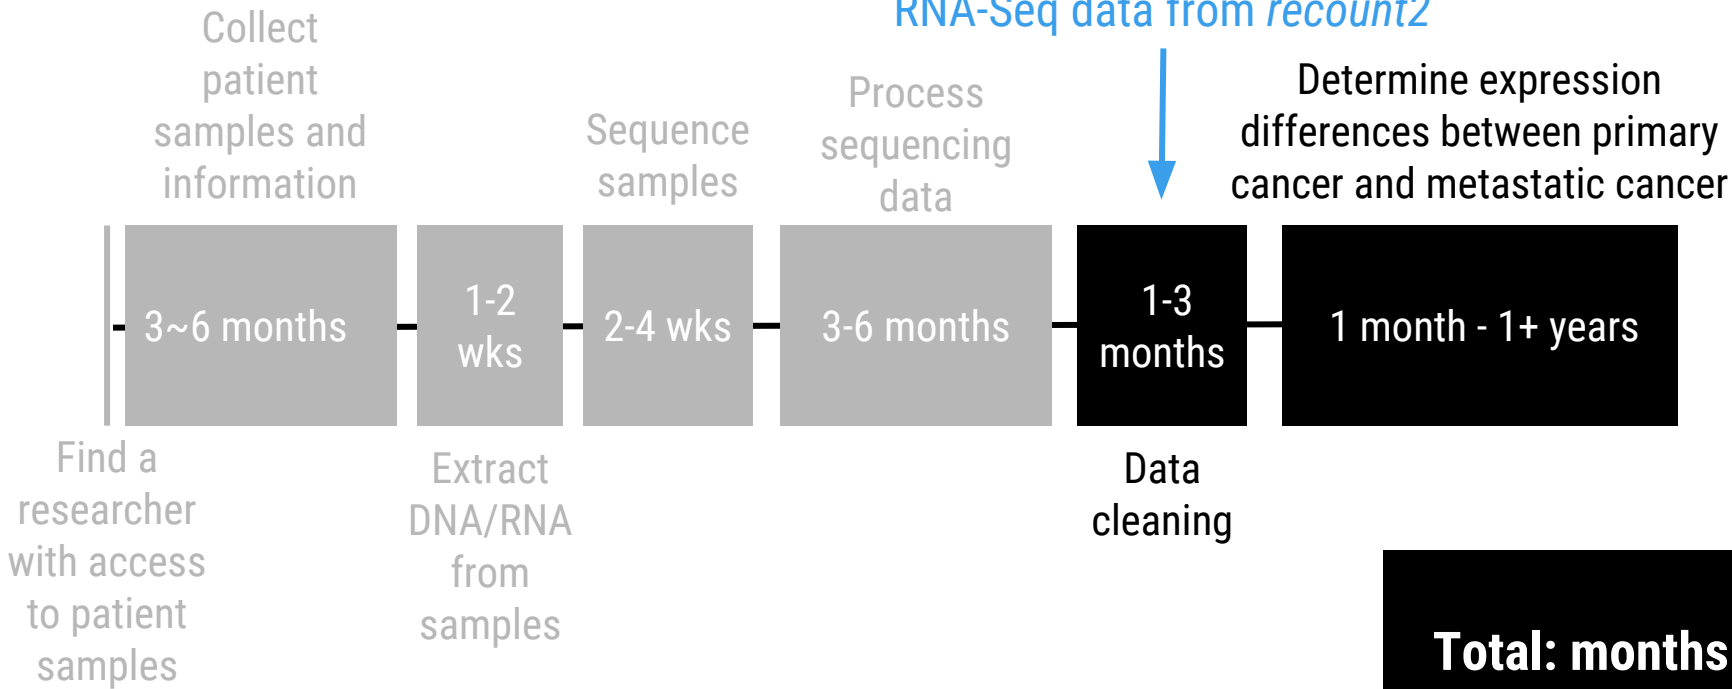 RNA-Seq data from recount2
Collect
patient
samples and
information
Sequence
samples
Process
sequencing
data
Determine expression
differences between primary
cancer and metastatic cancer
3~6 months
1-2
wks
2-4 wks
3-6 months
1-3
months
1 month - 1+ years
Find a
researcher
with access
to patient
samples
Extract
DNA/RNA
from
samples
Data
cleaning
Total: months